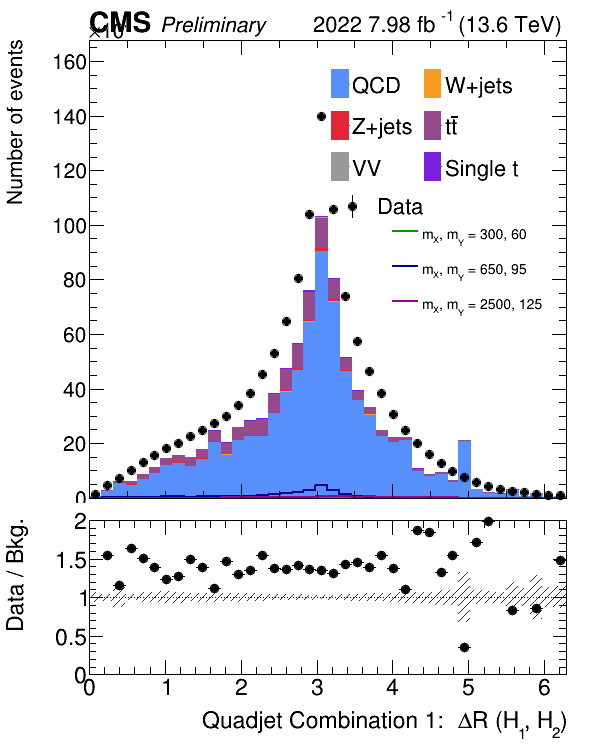 CMS Preliminary 2022 7.98 fb⁻¹ (13.6 TeV)
Number of events
160
140
120
100
80
60
40
20
0
QCD W+jets
Z+jets tt̄
VV Single t
Data
m_X, m_Y = 300, 60
m_X, m_Y = 650, 95
m_X, m_Y = 2500, 125
Data / Bkg.
2
1.5
1
0.5
0
0 1 2 3 4 5 6
Quadjet Combination 1: ΔR (H₁, H₂)